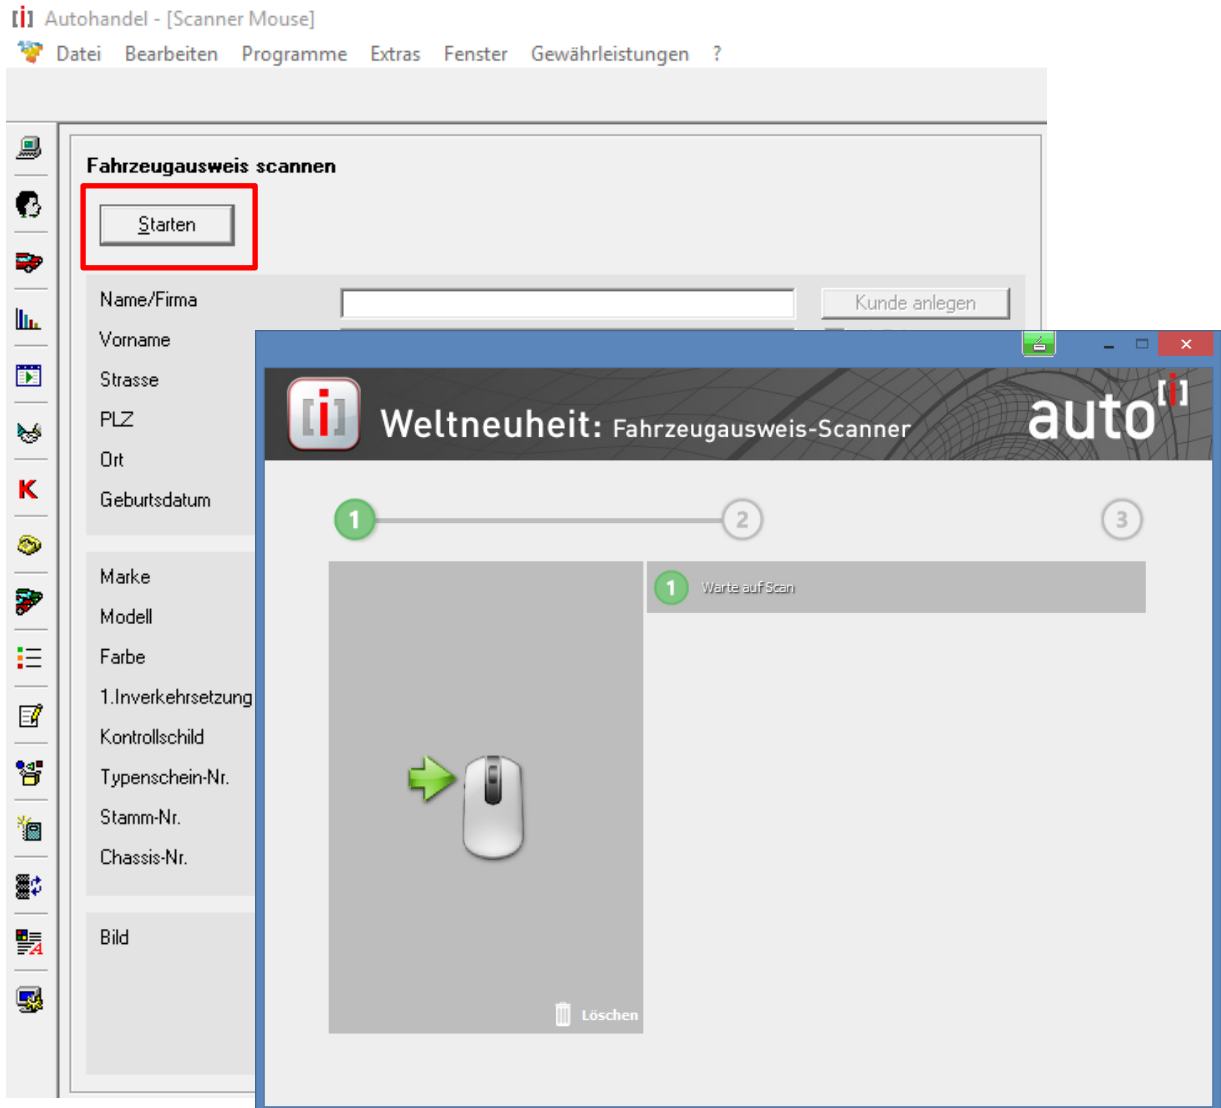 [i] Autohandel - [Scanner Mouse]
Datei Bearbeiten Programme Extras Fenster Gewährleistungen ?
Fahrzeugausweis scannen
Starten
Name/Firma
Kunde anlegen
Vorname
Strasse
PLZ
Ort
Geburtsdatum
Marke
Modell
Farbe
1.Inverkehrsetzung
Kontrollschild
Typenschein-Nr.
Stamm-Nr.
Chassis-Nr.
Bild
K
[i] Weltneuheit: Fahrzeugausweis-Scanner
auto[i]
1 2 3
1 Warte auf Scan
Löschen